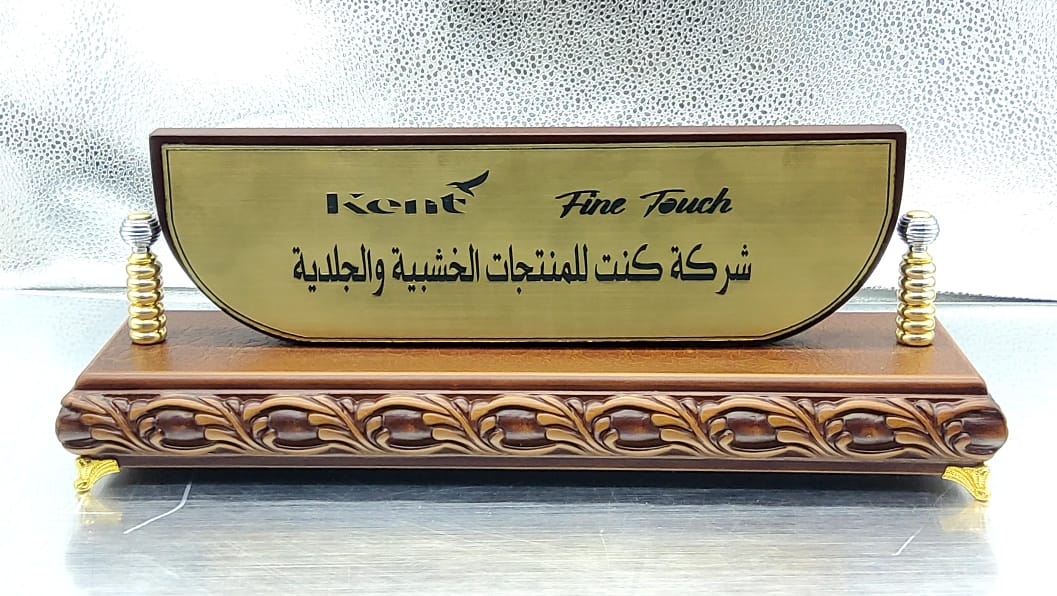 Kent Fine Touch
شركة كنت للمنتجات الخشبية والجلدية